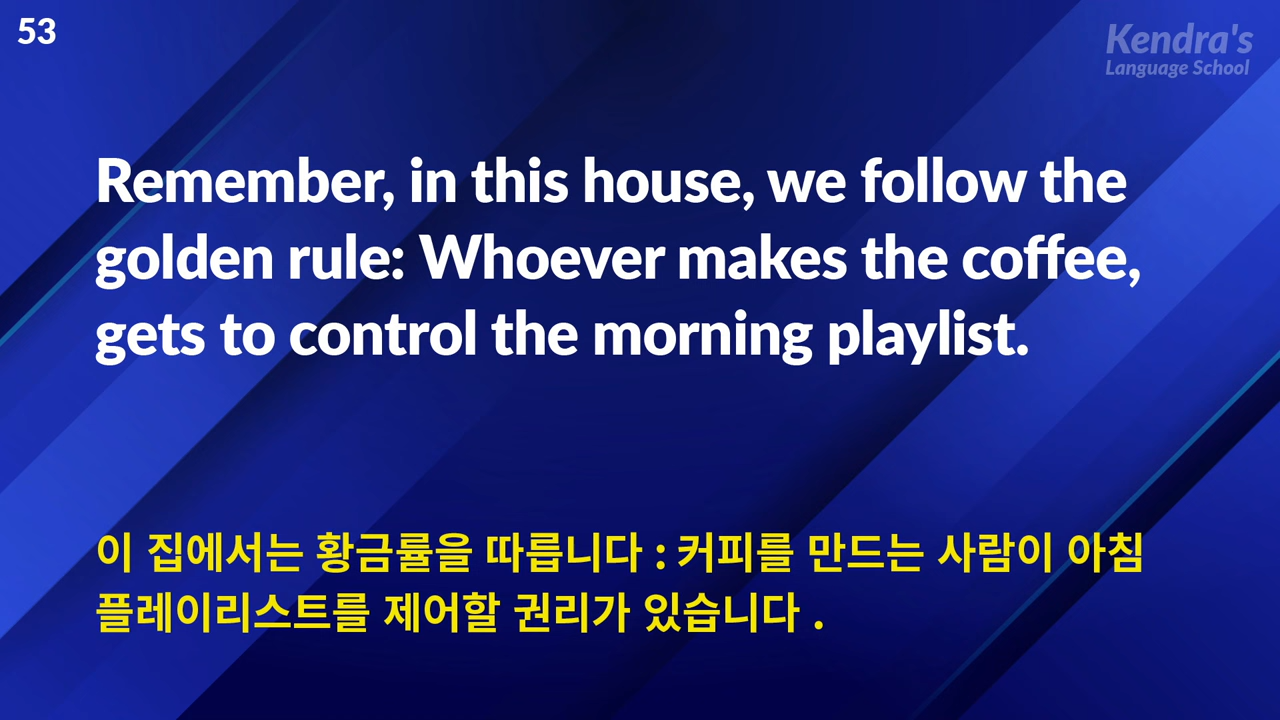 53
Kendra's
Language School
Remember, in this house, we follow the
golden rule: Whoever makes the coffee,
gets to control the morning playlist.
이 집에서는 황금률을 따릅니다 : 커피를 만드는 사람이 아침
플레이리스트를 제어할 권리가 있습니다 .